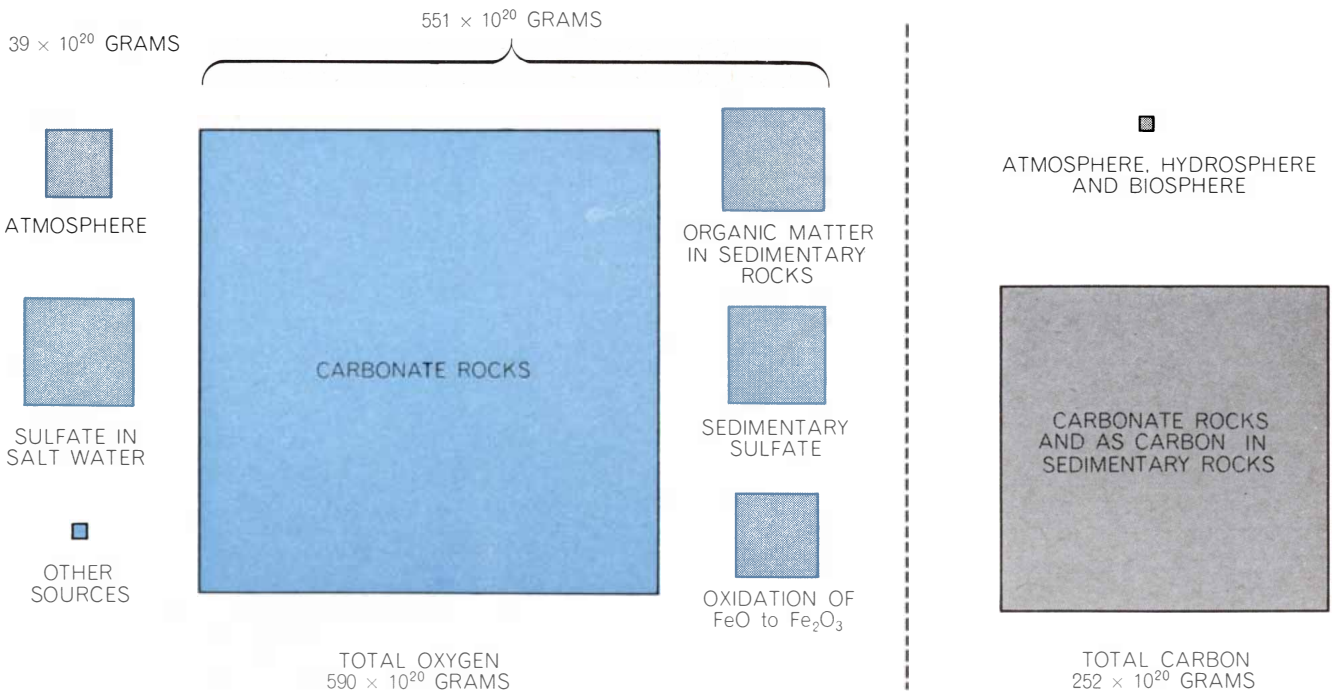 39 × 10²⁰ GRAMS
551 × 10²⁰ GRAMS
ATMOSPHERE
SULFATE IN
SALT WATER
OTHER
SOURCES
CARBONATE ROCKS
ORGANIC MATTER
IN SEDIMENTARY
ROCKS
SEDIMENTARY
SULFATE
OXIDATION OF
FeO to Fe₂O₃
TOTAL OXYGEN
590 × 10²⁰ GRAMS
ATMOSPHERE, HYDROSPHERE
AND BIOSPHERE
CARBONATE ROCKS
AND AS CARBON IN
SEDIMENTARY ROCKS
TOTAL CARBON
252 × 10²⁰ GRAMS